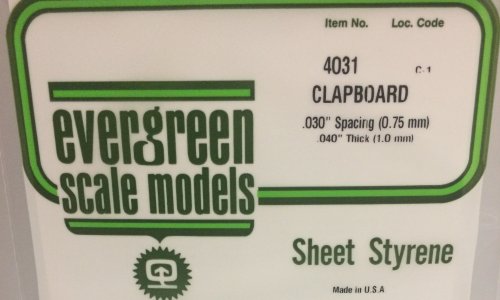 Item No. Loc. Code
4031 C-1
CLAPBOARD
.030" Spacing (0.75 mm)
.040" Thick (1.0 mm)
evergreen
scale models
Sheet Styrene
Made in U.S.A